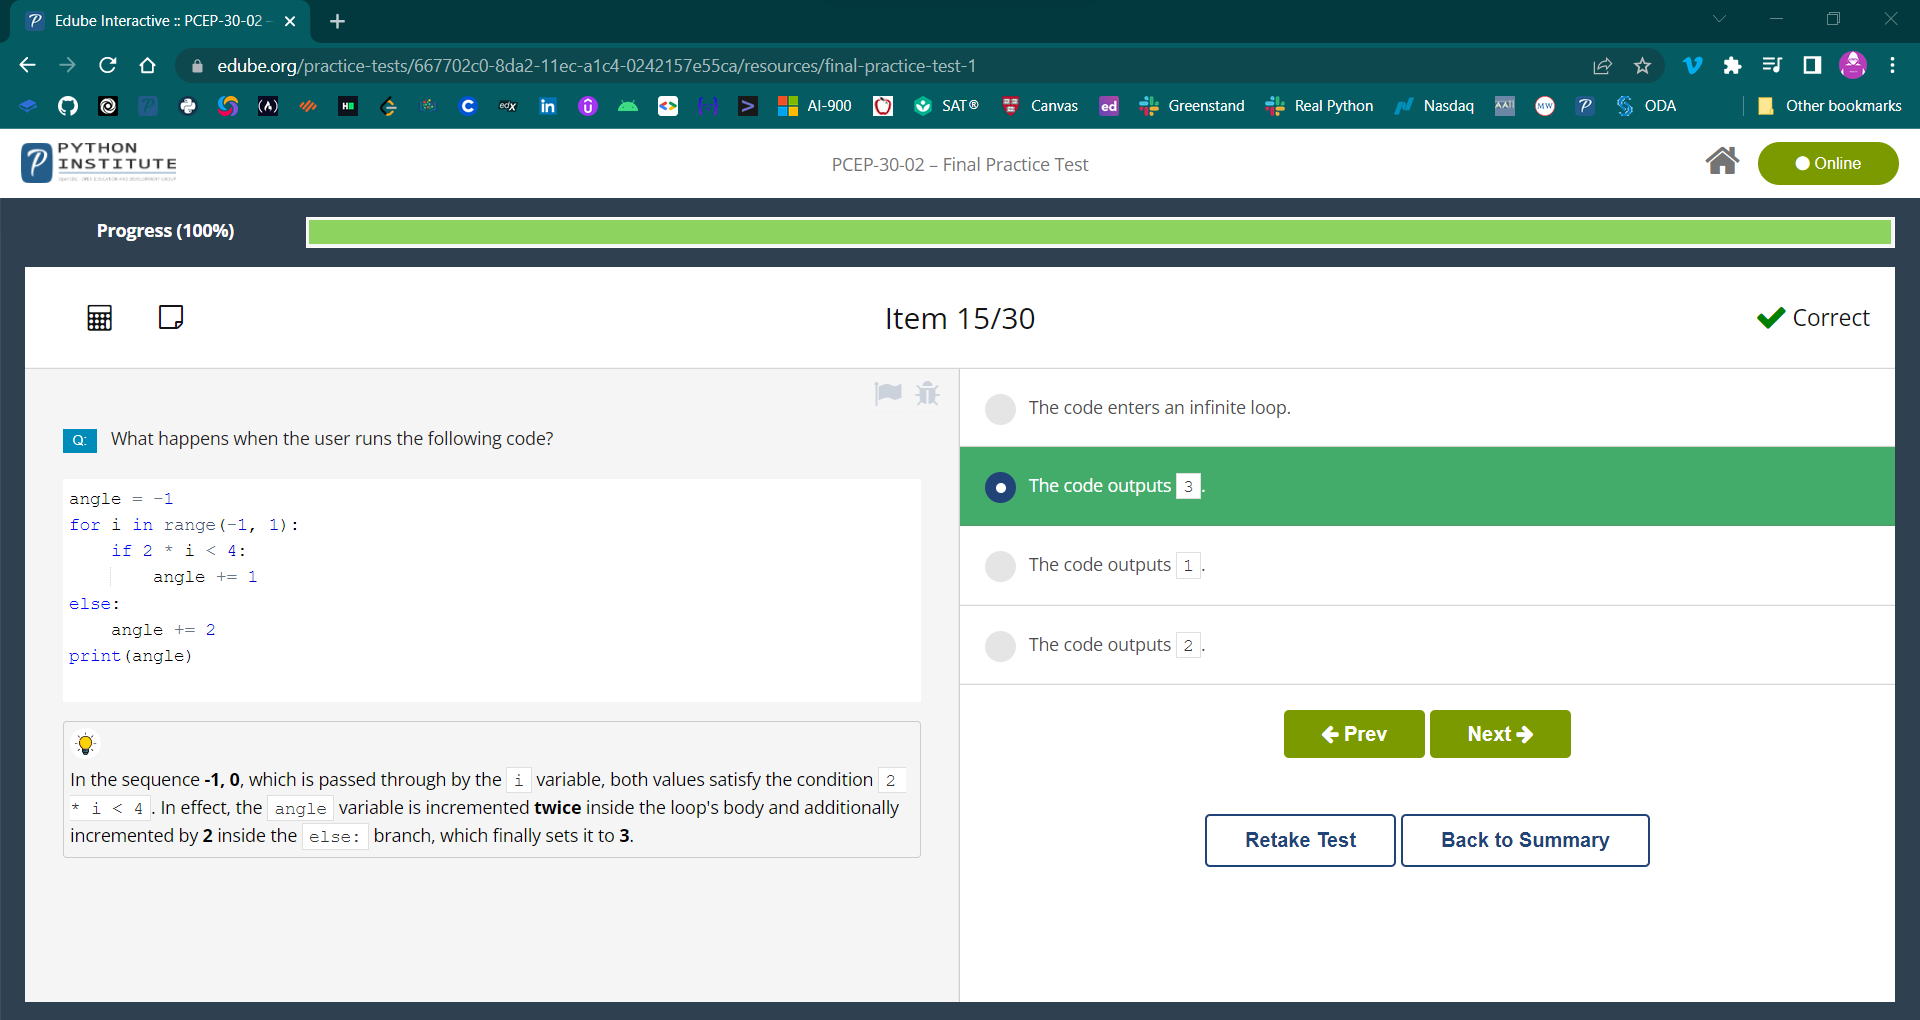 Edube Interactive :: PCEP-30-02 -
edube.org/practice-tests/667702c0-8da2-11ec-a1c4-0242157e55ca/resources/final-practice-test-1
AI-900
SAT®
Canvas
ed
Greenstand
Real Python
Nasdaq
MW
ODA
Other bookmarks
PYTHON
INSTITUTE
PCEP-30-02 – Final Practice Test
Online
Progress (100%)
Item 15/30
Correct
Q:
What happens when the user runs the following code?
angle = -1
for i in range(-1, 1):
    if 2 * i < 4:
        angle += 1
else:
    angle += 2
print(angle)
In the sequence -1, 0, which is passed through by the i variable, both values satisfy the condition 2
* i < 4 . In effect, the angle variable is incremented twice inside the loop's body and additionally
incremented by 2 inside the else: branch, which finally sets it to 3.
The code enters an infinite loop.
The code outputs 3 .
The code outputs 1 .
The code outputs 2 .
Prev
Next
Retake Test
Back to Summary